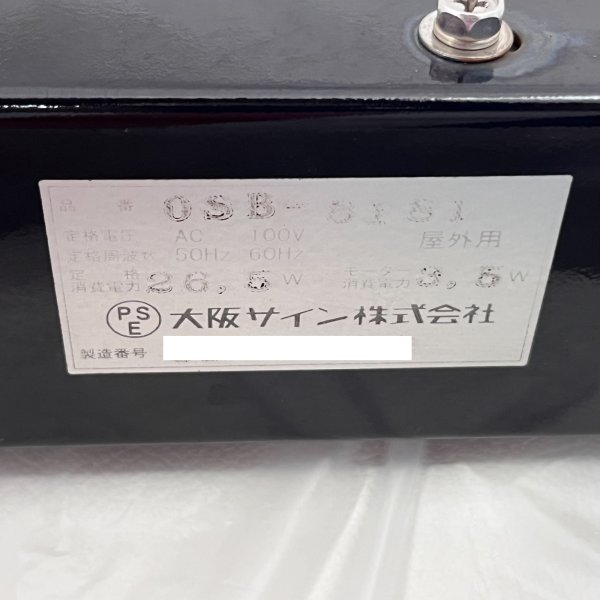 品番 OSB-
定格電圧 AC 100V 屋外用
定格周波数 50Hz 60Hz
定格消費電力 26.5W モーター消費電力 3.5W
PSE 大阪サイン株式会社
製造番号